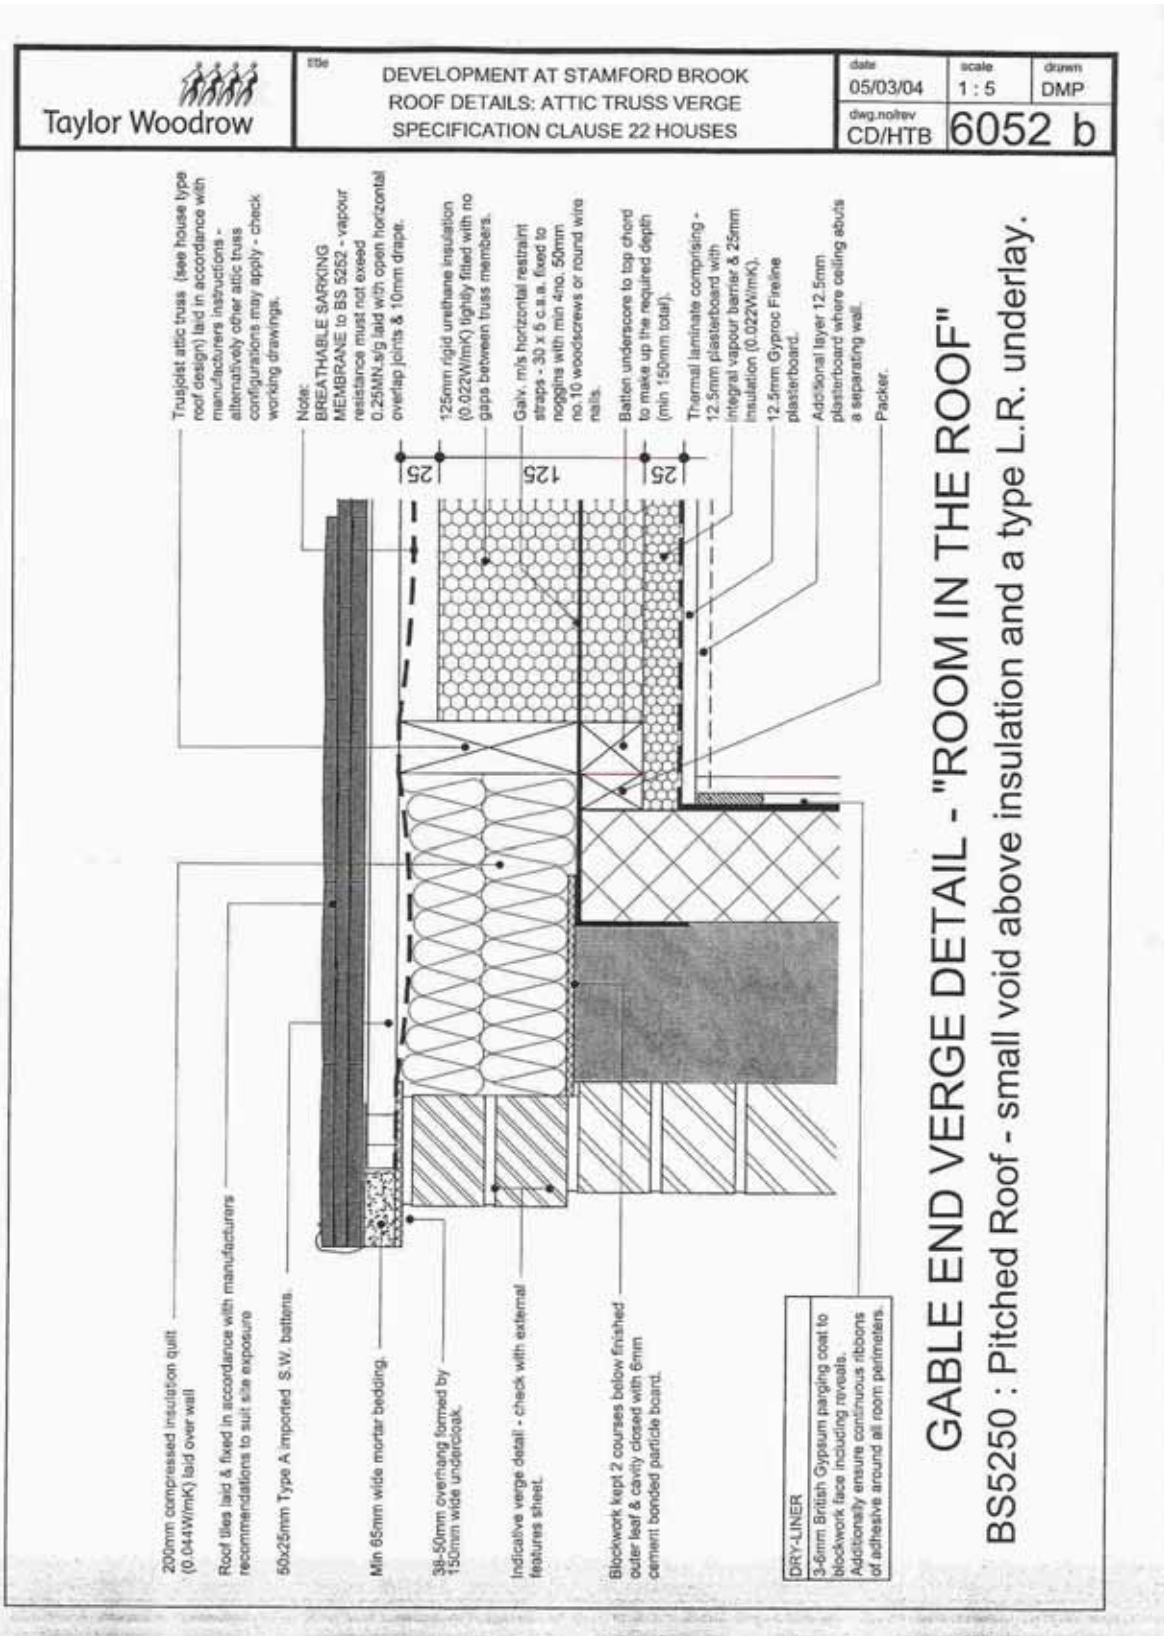 Taylor Woodrow
title
DEVELOPMENT AT STAMFORD BROOK
ROOF DETAILS: ATTIC TRUSS VERGE
SPECIFICATION CLAUSE 22 HOUSES
date
05/03/04
scale
1 : 5
drawn
DMP
dwg.no/rev
CD/HTB
6052 b
200mm compressed insulation quilt
(0.044W/mK) laid over wall
Roof tiles laid & fixed in accordance with manufacturers
recommendations to suit site exposure
50x25mm Type A imported S.W. battens.
Min 65mm wide mortar bedding.
38-50mm overhang formed by
150mm wide undercloak.
Indicative verge detail - check with external
features sheet.
Blockwork kept 2 courses below finished
outer leaf & cavity closed with 6mm
cement bonded particle board.
DRY-LINER
3-6mm British Gypsum parging coat to
blockwork face including reveals.
Additionally ensure continuous ribbons
of adhesive around all room perimeters.
Trusjoist attic truss (see house type
roof design) laid in accordance with
manufacturers instructions -
alternatively other attic truss
configurations may apply - check
working drawings.
Note:
BREATHABLE SARKING
MEMBRANE to BS 5252 - vapour
resistance must not exeed
0.25MN.s/g laid with open horizontal
overlap joints & 10mm drape.
125mm rigid urethane insulation
(0.022W/mK) tightly fitted with no
gaps between truss members.
Galv. m/s horizontal restraint
straps - 30 x 5 c.s.a. fixed to
noggins with min 4no. 50mm
no.10 woodscrews or round wire
nails.
Batten underscore to top chord
to make up the required depth
(min 150mm total).
Thermal laminate comprising -
12.5mm plasterboard with
integral vapour barrier & 25mm
insulation (0.022W/mK).
12.5mm Gyproc Fireline
plasterboard.
Additional layer 12.5mm
plasterboard where ceiling abuts
a separating wall.
Packer.
25
125
25
GABLE END VERGE DETAIL - "ROOM IN THE ROOF"
BS5250 : Pitched Roof - small void above insulation and a type L.R. underlay.